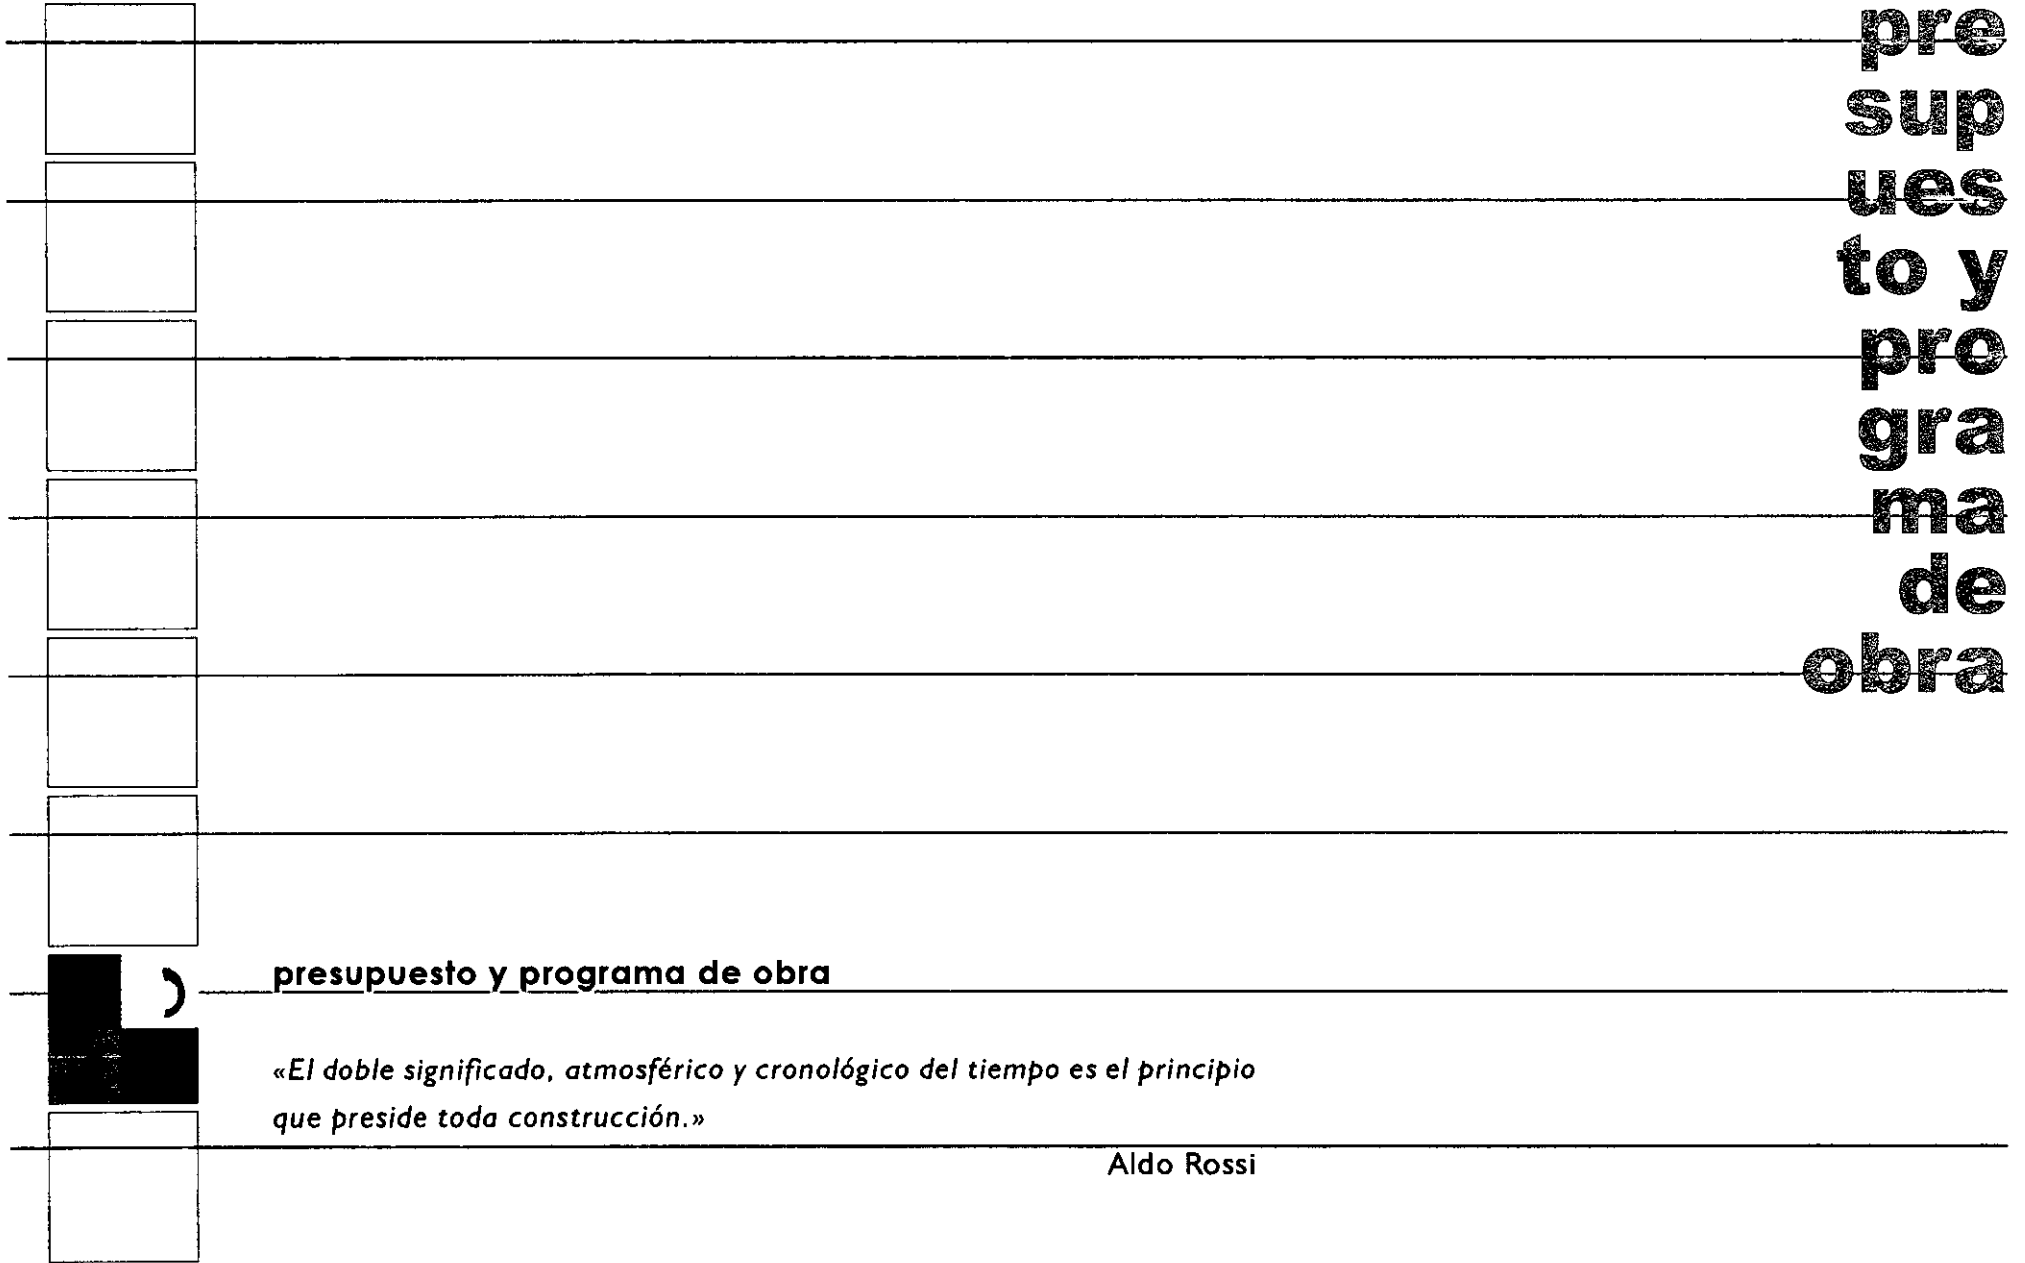 pre
sup
ues
to y
pro
gra
ma
de
obra
presupuesto y programa de obra
«El doble significado, atmosférico y cronológico del tiempo es el principio
que preside toda construcción.»
Aldo Rossi